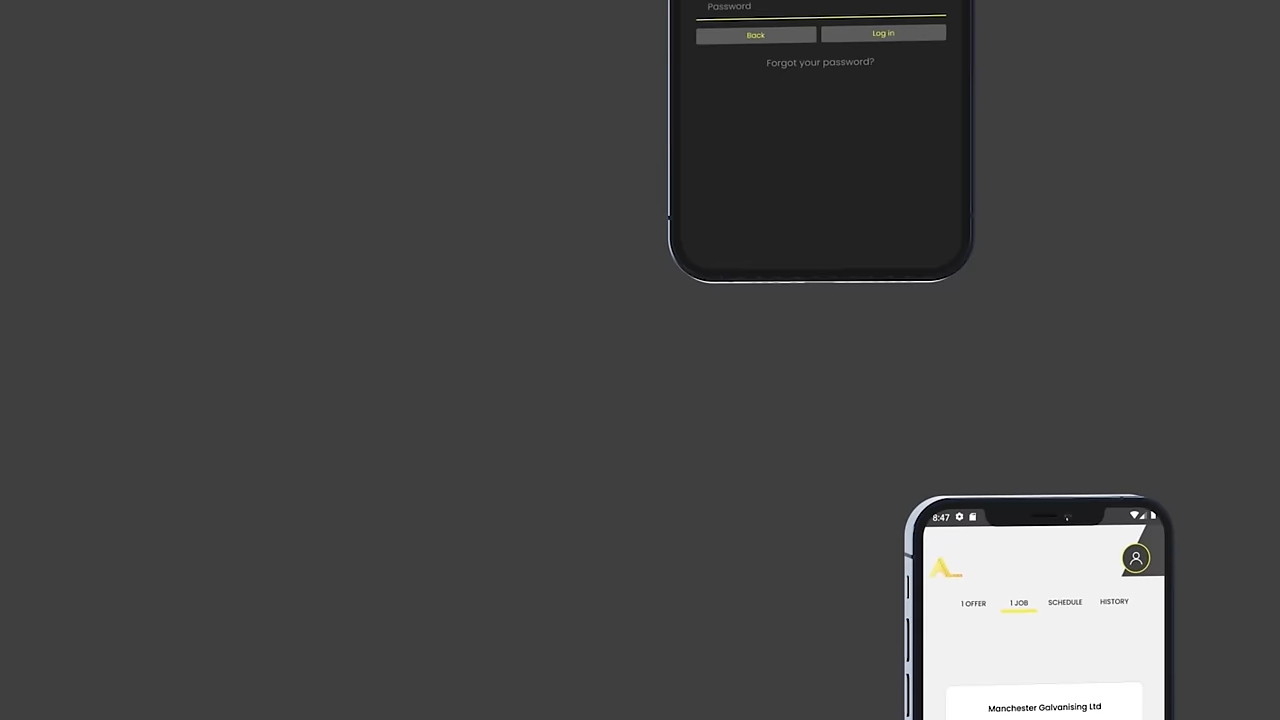 Password
Back Log in
Forgot your password?
8:47
1 OFFER 1 JOB SCHEDULE HISTORY
Manchester Galvanising Ltd